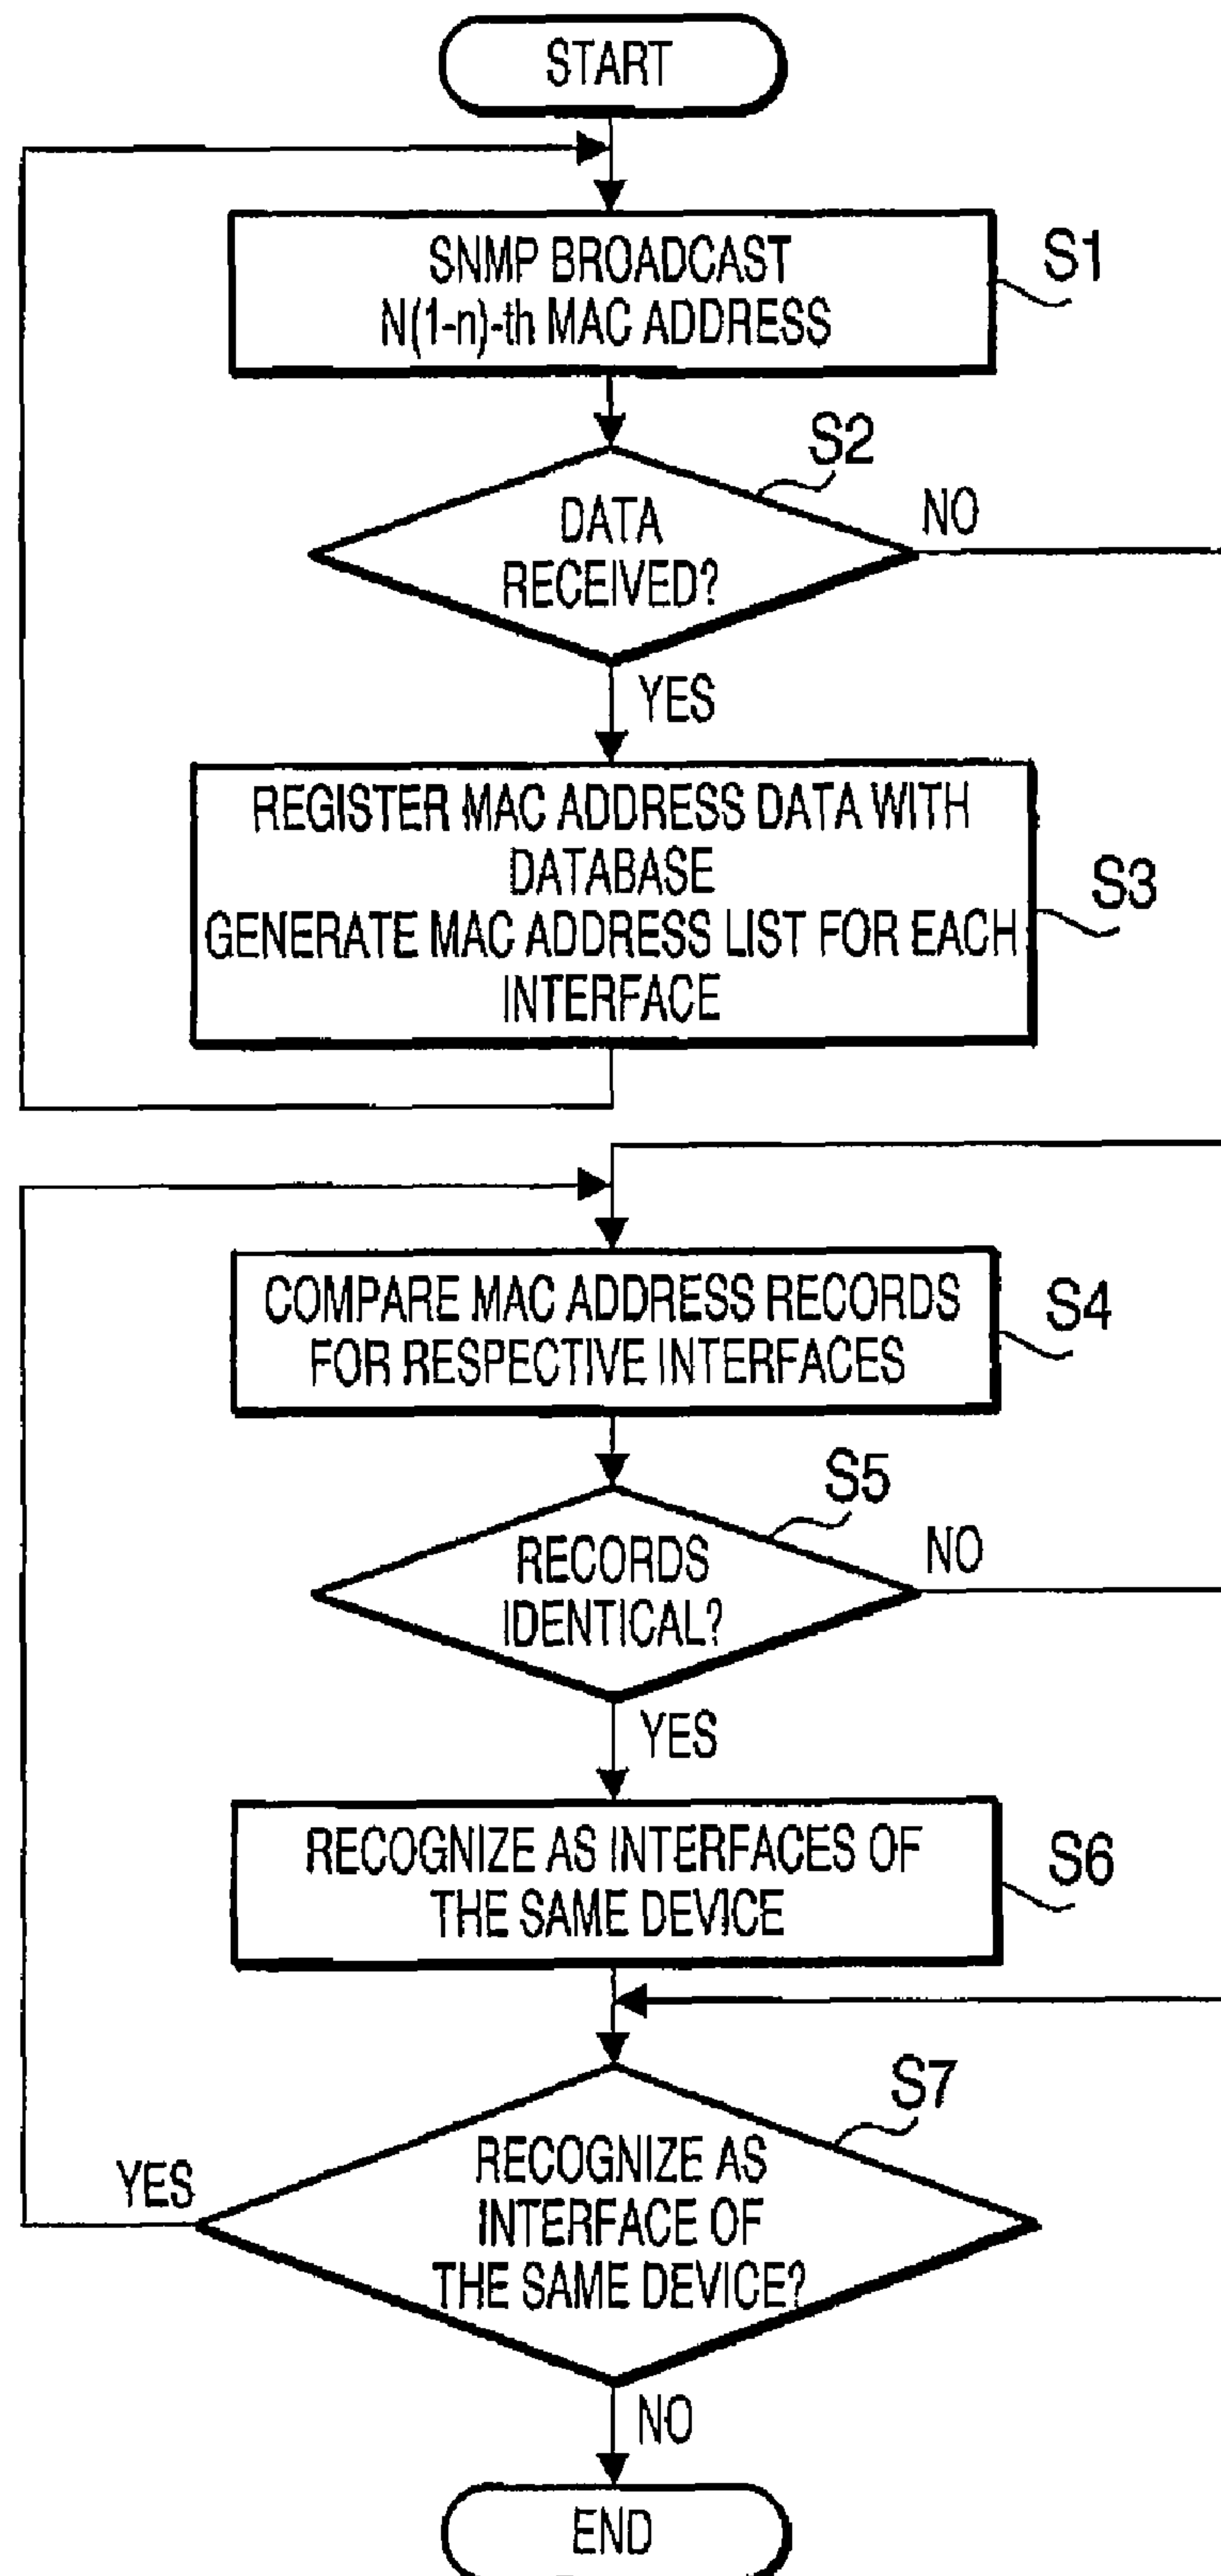 START
SNMP BROADCAST
N(1-n)-th MAC ADDRESS
S1
S2
DATA
RECEIVED?
NO
YES
REGISTER MAC ADDRESS DATA WITH
DATABASE
GENERATE MAC ADDRESS LIST FOR EACH
INTERFACE
S3
COMPARE MAC ADDRESS RECORDS
FOR RESPECTIVE INTERFACES
S4
S5
RECORDS
IDENTICAL?
NO
YES
RECOGNIZE AS INTERFACES OF
THE SAME DEVICE
S6
S7
RECOGNIZE AS
INTERFACE OF
THE SAME DEVICE?
YES
NO
END